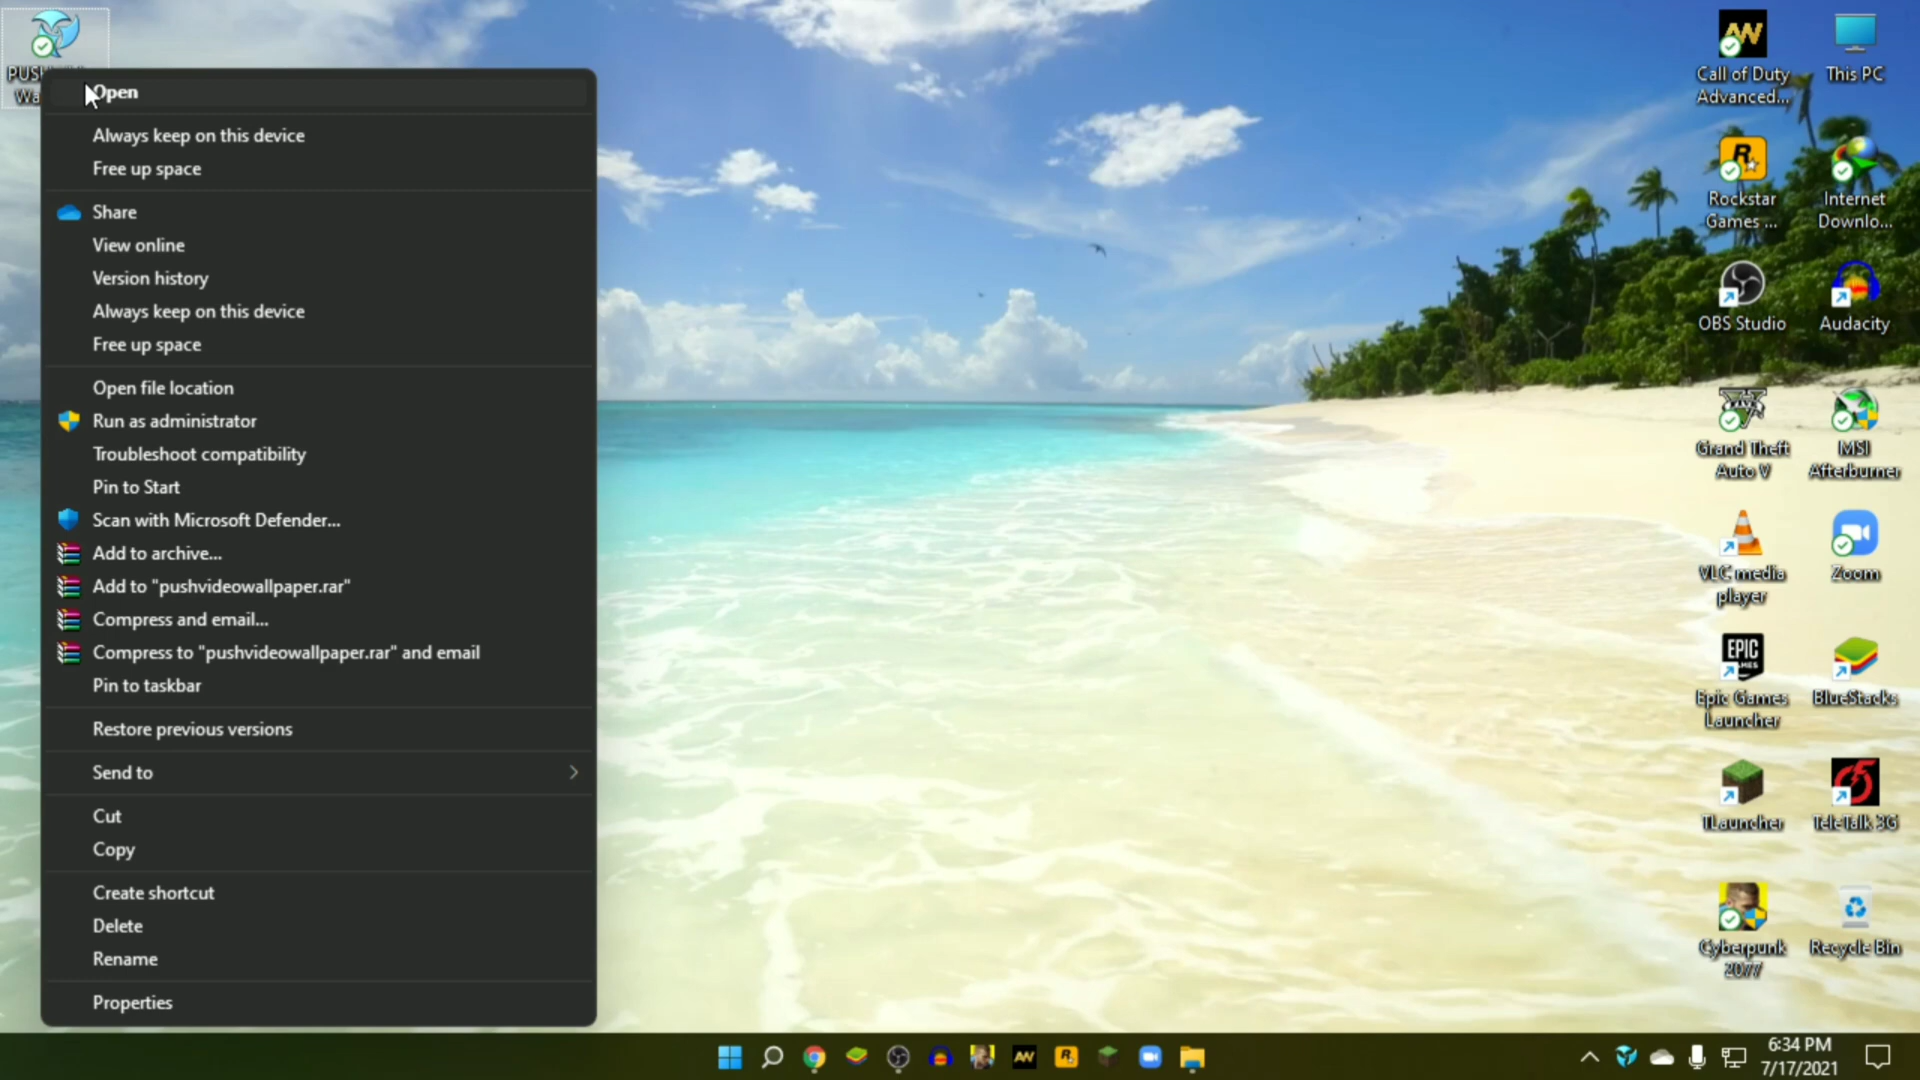 Open
Always keep on this device
Free up space
Share
View online
Version history
Always keep on this device
Free up space
Open file location
Run as administrator
Troubleshoot compatibility
Pin to Start
Scan with Microsoft Defender...
Add to archive...
Add to "pushvideowallpaper.rar"
Compress and email...
Compress to "pushvideowallpaper.rar" and email
Pin to taskbar
Restore previous versions
Send to
Cut
Copy
Create shortcut
Delete
Rename
Properties
Call of Duty
Advanced...
This PC
Rockstar
Games ...
Internet
Downlo...
OBS Studio
Audacity
Grand Theft
Auto V
MSI
Afterburner
VLC media
player
Zoom
EPIC
GAMES
Epic Games
Launcher
BlueStacks
TLauncher
TeleTalk 3G
Cyberpunk
2077
Recycle Bin
6:34 PM
7/17/2021